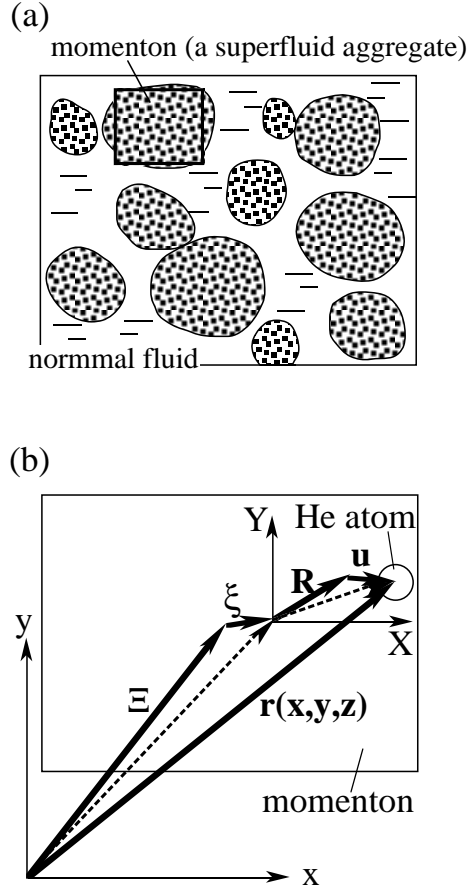 (a)
momenton (a superfluid aggregate)
normmal fluid
(b)
Y
He atom
u
R
ξ
X
y
Ξ
r(x,y,z)
momenton
x